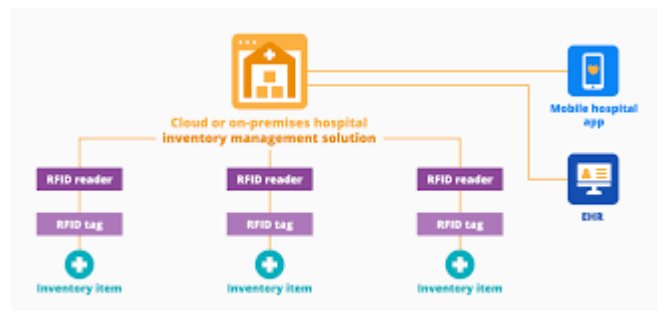 Cloud or on-premises hospital
inventory management solution
Mobile hospital
app
RFID reader
RFID reader
RFID reader
EHR
RFID tag
RFID tag
RFID tag
Inventory item
Inventory item
Inventory item